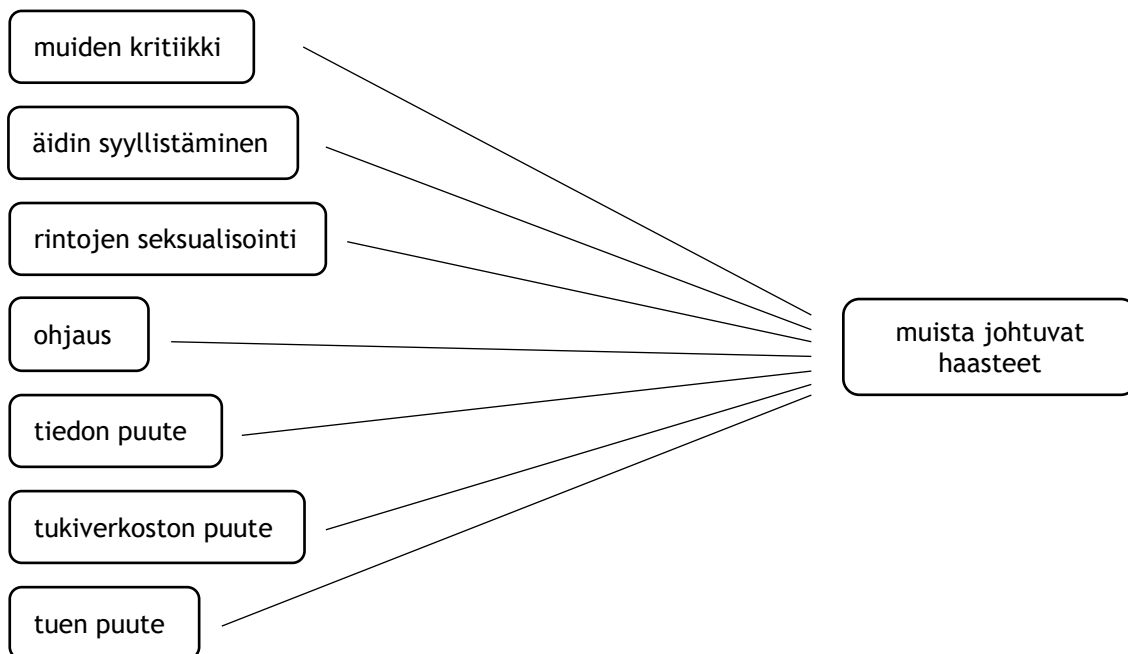 muiden kritiikki
äidin syyllistäminen
rintojen seksualisointi
ohjaus
tiedon puute
tukiverkoston puute
tuen puute
muista johtuvat
haasteet